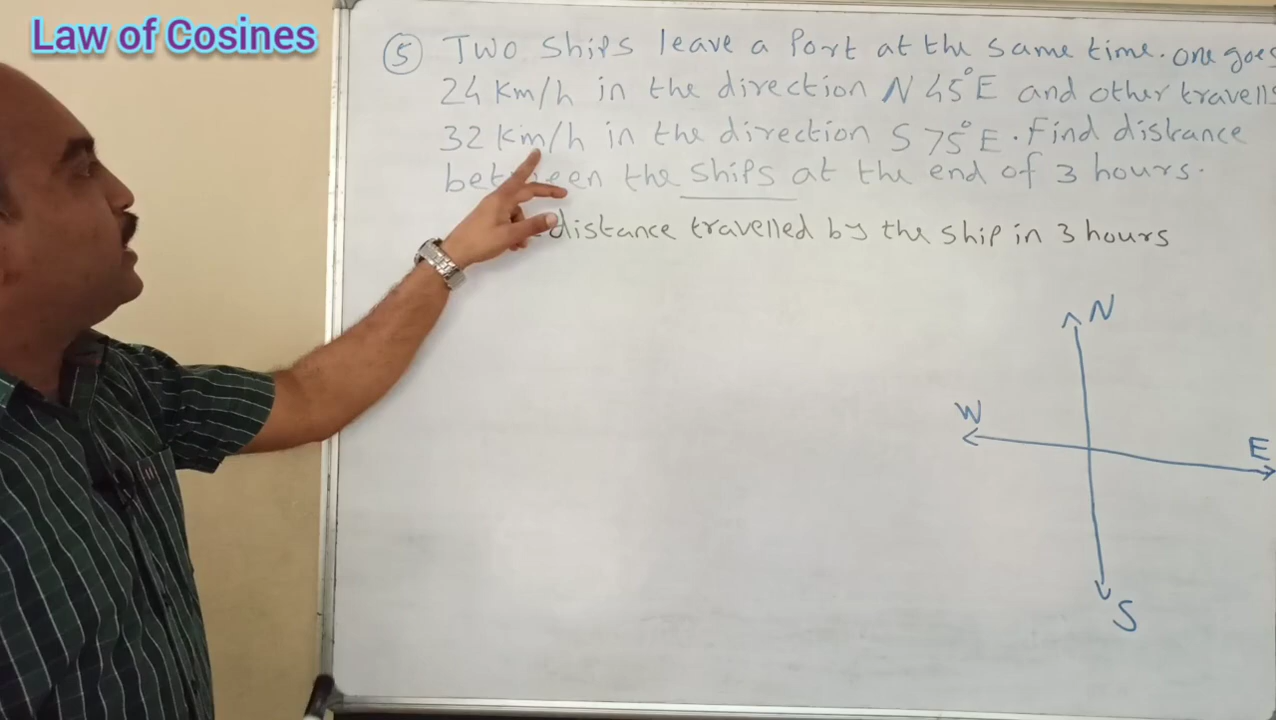 Law of Cosines
5 Two ships leave a Port at the same time. one goes
24 Km/h in the direction N 45° E and other travells
32 Km/h in the direction S 75° E. Find distance
between the ships at the end of 3 hours.
distance travelled by the ship in 3 hours
N
W
E
S